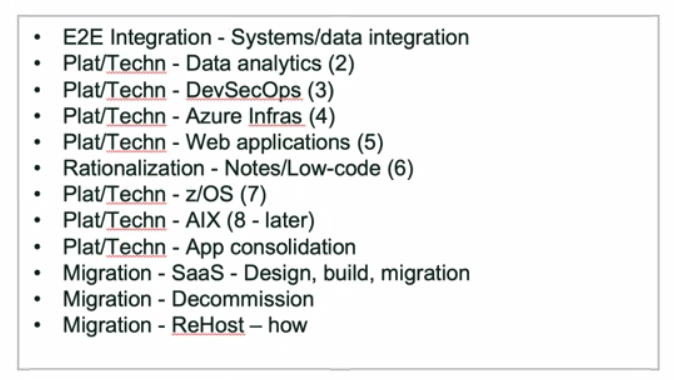 • E2E Integration - Systems/data integration
• Plat/Techn - Data analytics (2)
• Plat/Techn - DevSecOps (3)
• Plat/Techn - Azure Infras (4)
• Plat/Techn - Web applications (5)
• Rationalization - Notes/Low-code (6)
• Plat/Techn - z/OS (7)
• Plat/Techn - AIX (8 - later)
• Plat/Techn - App consolidation
• Migration - SaaS - Design, build, migration
• Migration - Decommission
• Migration - ReHost – how